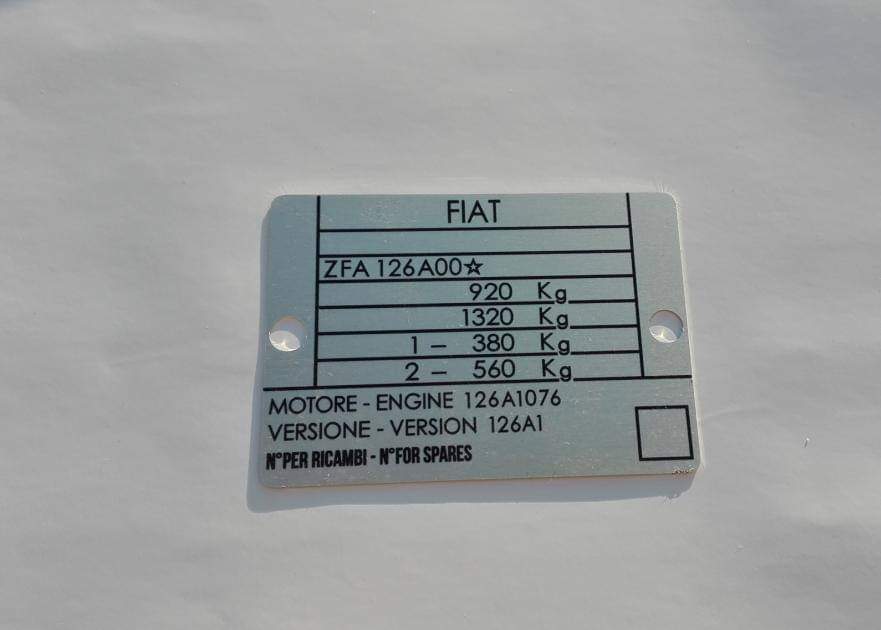 FIAT
ZFA 126A00☆
920 Kg
1320 Kg
1 – 380 Kg
2 – 560 Kg
MOTORE - ENGINE 126A1076
VERSIONE - VERSION 126A1
N°PER RICAMBI - N°FOR SPARES